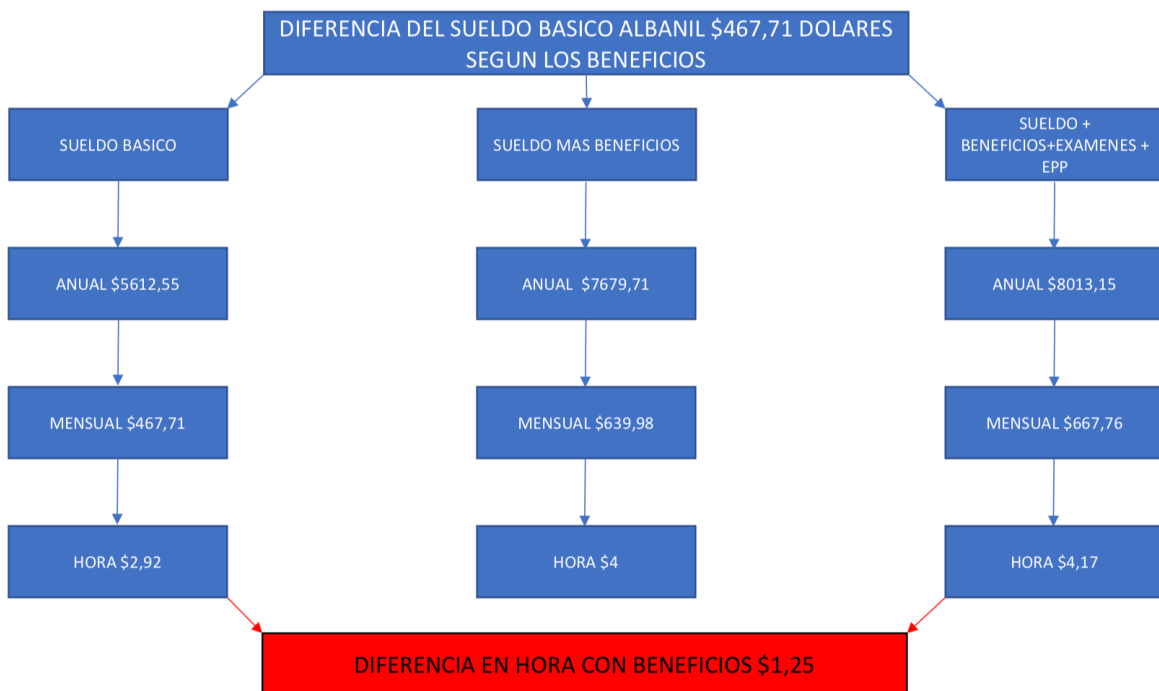 DIFERENCIA DEL SUELDO BASICO ALBANIL $467,71 DOLARES
SEGUN LOS BENEFICIOS
SUELDO BASICO
SUELDO MAS BENEFICIOS
SUELDO +
BENEFICIOS+EXAMENES +
EPP
ANUAL $5612,55
ANUAL $7679,71
ANUAL $8013,15
MENSUAL $467,71
MENSUAL $639,98
MENSUAL $667,76
HORA $2,92
HORA $4
HORA $4,17
DIFERENCIA EN HORA CON BENEFICIOS $1,25